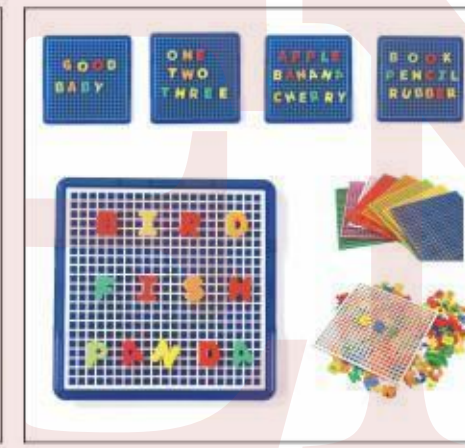 GOOD
BABY
ONE
TWO
THREE
APPLE
BANANA
CHERRY
BOOK
PENCIL
RUBBER
BIRD
FISH
PANDA